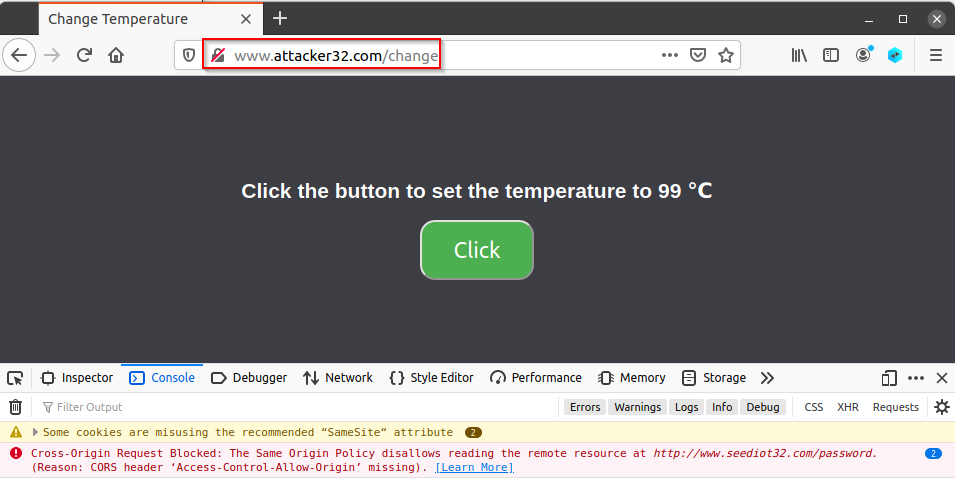 Change Temperature
www.attacker32.com/change
Click the button to set the temperature to 99 °C
Click
Inspector Console Debugger Network Style Editor Performance Memory Storage
Filter Output Errors Warnings Logs Info Debug CSS XHR Requests
Some cookies are misusing the recommended “SameSite“ attribute 2
Cross-Origin Request Blocked: The Same Origin Policy disallows reading the remote resource at http://www.seediot32.com/password. 2
(Reason: CORS header ‘Access-Control-Allow-Origin’ missing). [Learn More]